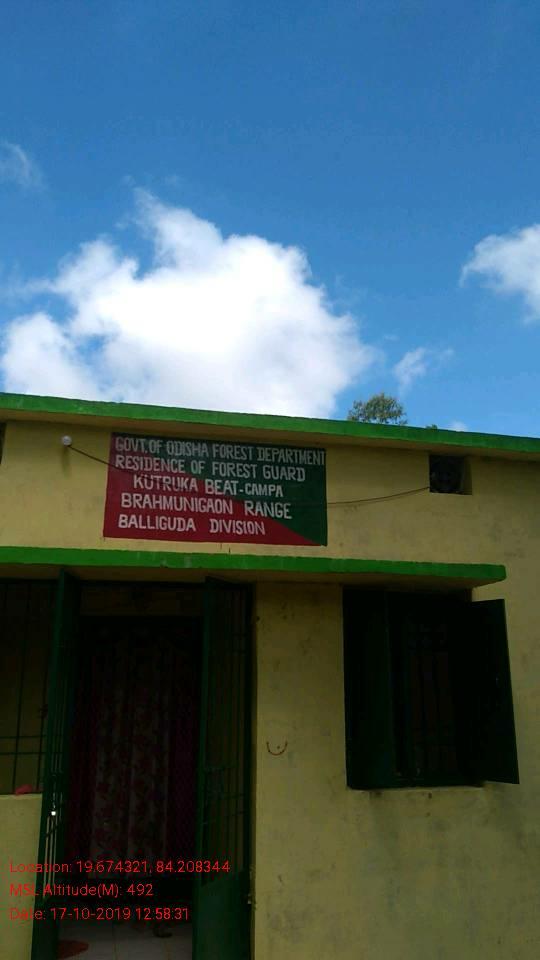 GOVT. OF ODISHA FOREST DEPARTMENT
RESIDENCE OF FOREST GUARD
KUTRUKA BEAT-CAMPA
BRAHMUNIGAON RANGE
BALLIGUDA DIVISION
Location: 19.674321, 84.208344
MSL Altitude(M): 492
Date: 17-10-2019 12:58:31